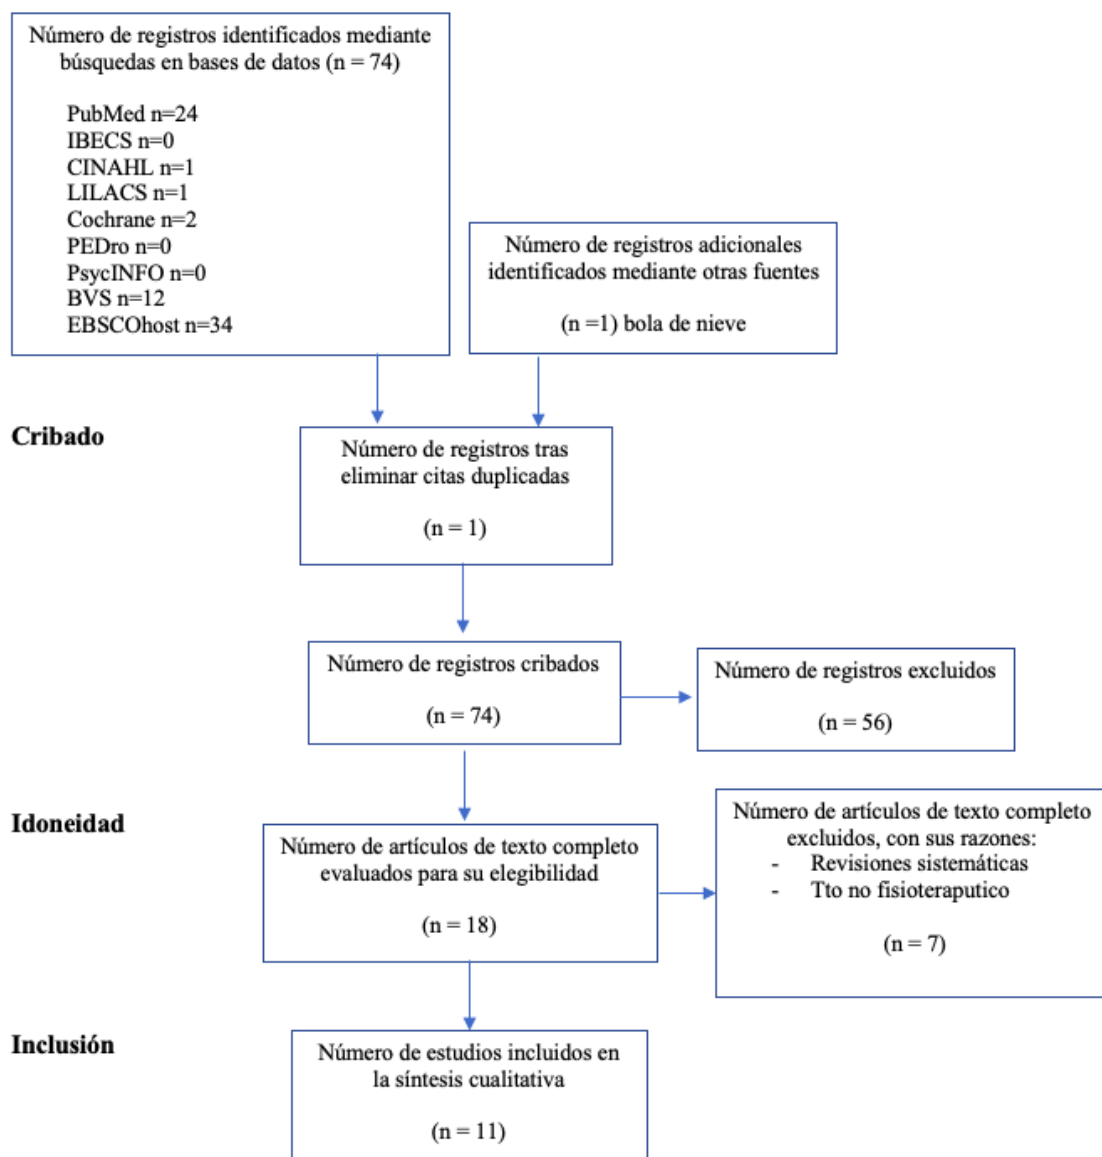 Número de registros identificados mediante
búsquedas en bases de datos (n = 74)
PubMed n=24
IBECS n=0
CINAHL n=1
LILACS n=1
Cochrane n=2
PEDro n=0
PsycINFO n=0
BVS n=12
EBSCOhost n=34
Número de registros adicionales
identificados mediante otras fuentes
(n =1) bola de nieve
Cribado
Número de registros tras
eliminar citas duplicadas
(n = 1)
Número de registros cribados
(n = 74)
Número de registros excluidos
(n = 56)
Idoneidad
Número de artículos de texto completo
evaluados para su elegibilidad
(n = 18)
Número de artículos de texto completo
excluidos, con sus razones:
- Revisiones sistemáticas
- Tto no fisioteraputico
(n = 7)
Inclusión
Número de estudios incluidos en
la síntesis cualitativa
(n = 11)